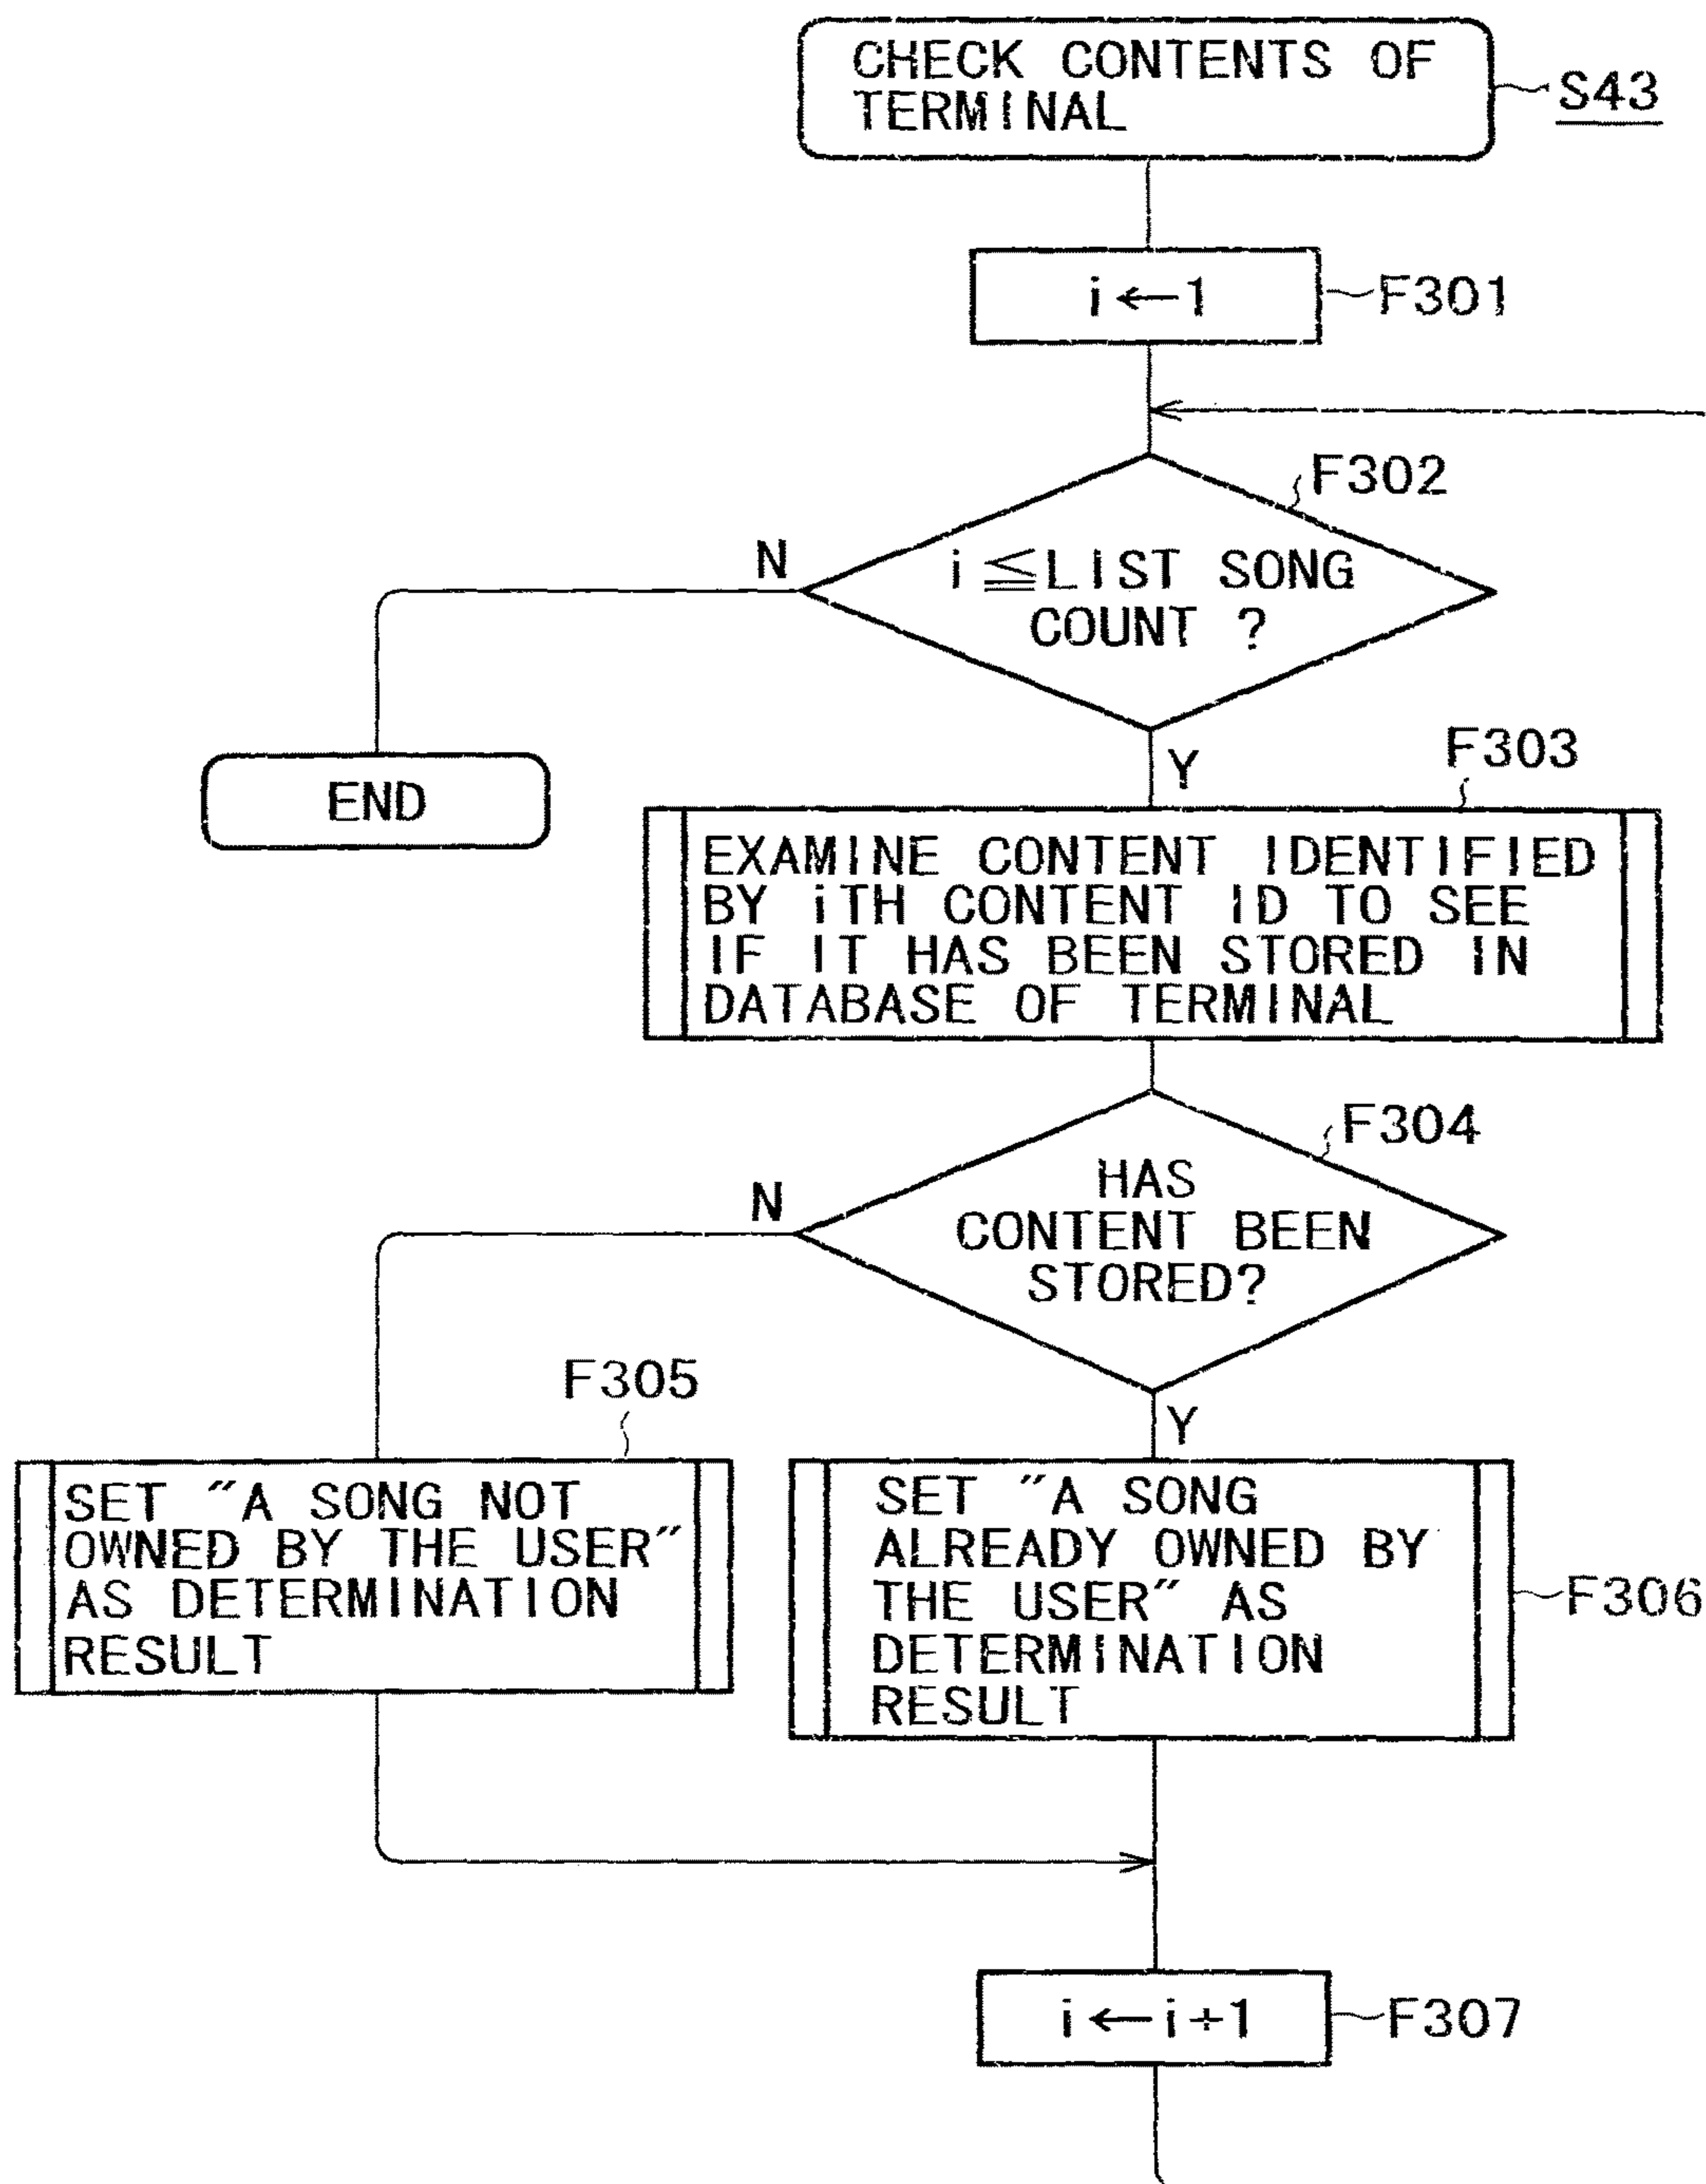 CHECK CONTENTS OF
TERMINAL
S43
i←1
F301
F302
N
i≦LIST SONG
COUNT ?
Y
F303
END
EXAMINE CONTENT IDENTIFIED
BY iTH CONTENT ID TO SEE
IF IT HAS BEEN STORED IN
DATABASE OF TERMINAL
F304
N
HAS
CONTENT BEEN
STORED?
Y
F305
SET "A SONG NOT
OWNED BY THE USER"
AS DETERMINATION
RESULT
SET "A SONG
ALREADY OWNED BY
THE USER" AS
DETERMINATION
RESULT
F306
i←i+1
F307